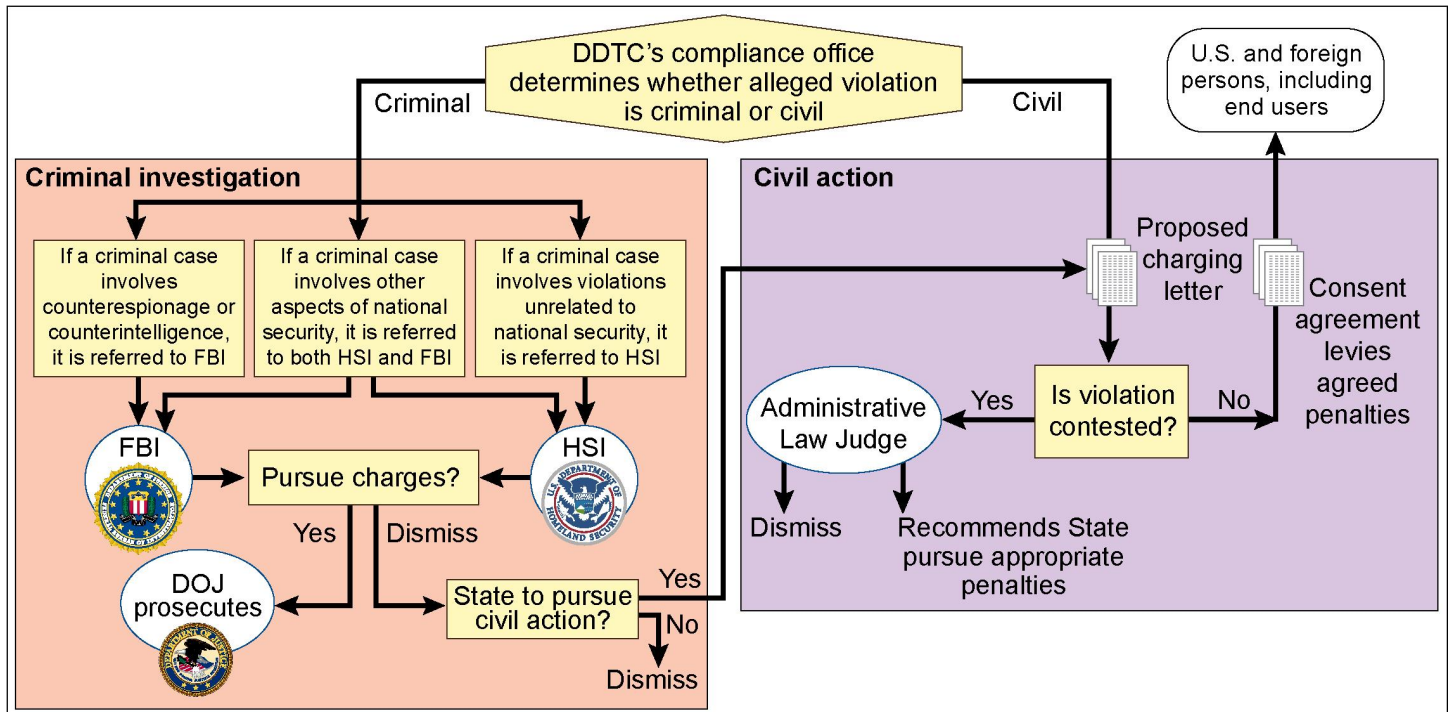 DDTC's compliance office
determines whether alleged violation
is criminal or civil
Criminal
Civil
U.S. and foreign
persons, including
end users
Criminal investigation
If a criminal case
involves
counterespionage or
counterintelligence,
it is referred to FBI
If a criminal case
involves other
aspects of national
security, it is referred
to both HSI and FBI
If a criminal case
involves violations
unrelated to
national security, it
is referred to HSI
FBI
Pursue charges?
HSI
U.S. DEPARTMENT OF
HOMELAND SECURITY
Yes
Dismiss
DOJ
prosecutes
State to pursue
civil action?
Yes
No
Dismiss
Civil action
Proposed
charging
letter
Consent
agreement
levies
agreed
penalties
Is violation
contested?
Yes
No
Administrative
Law Judge
Dismiss
Recommends State
pursue appropriate
penalties